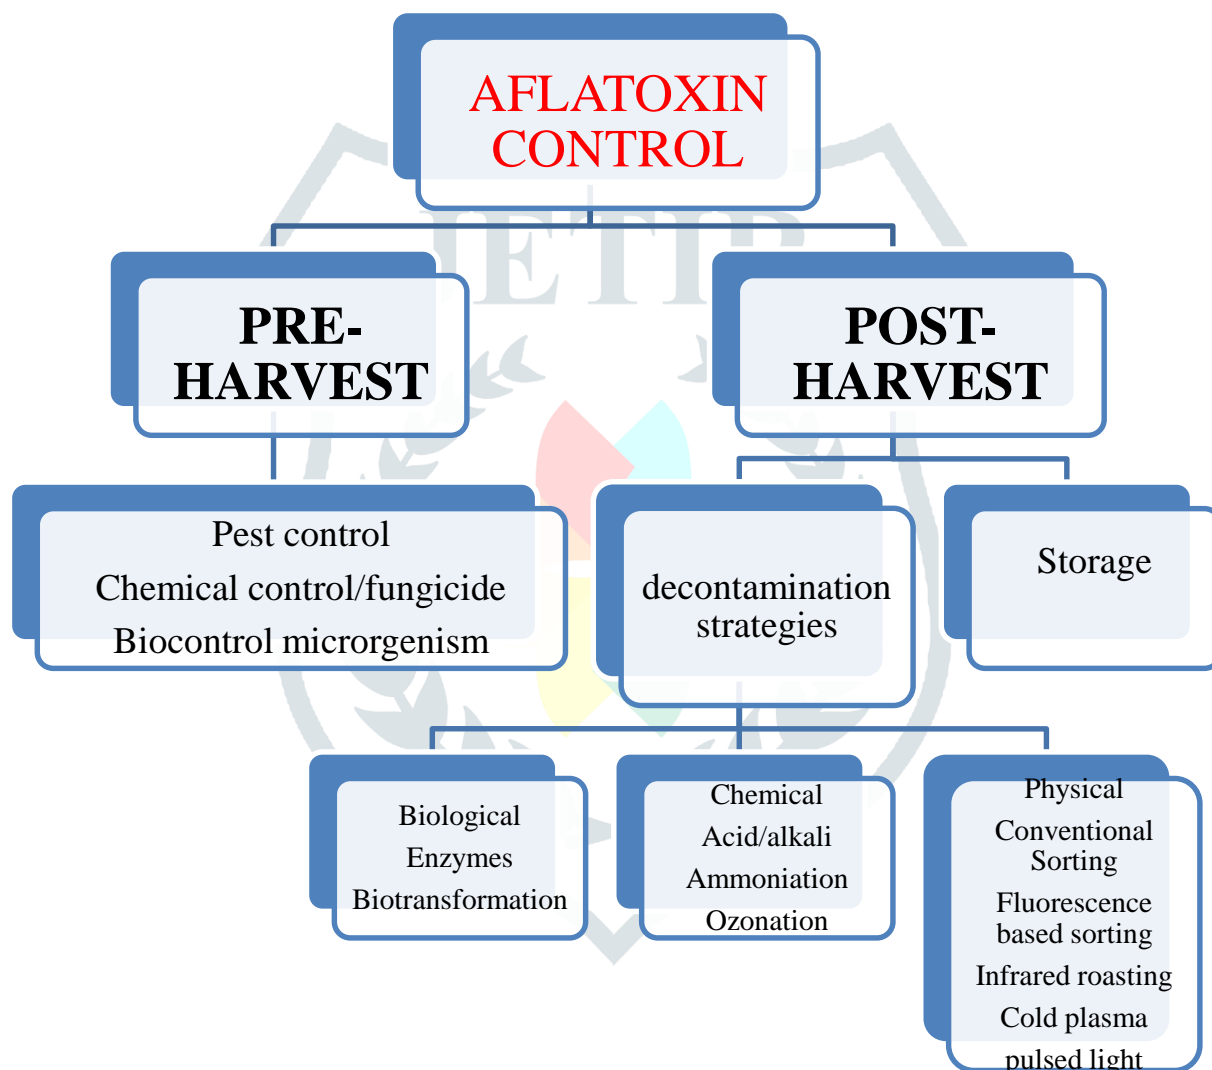 AFLATOXIN
CONTROL
JETIR
PRE-
HARVEST
POST-
HARVEST
Pest control
Chemical control/fungicide
Biocontrol microrgenism
decontamination
strategies
Storage
Biological
Enzymes
Biotransformation
Chemical
Acid/alkali
Ammoniation
Ozonation
Physical
Conventional
Sorting
Fluorescence
based sorting
Infrared roasting
Cold plasma
pulsed light